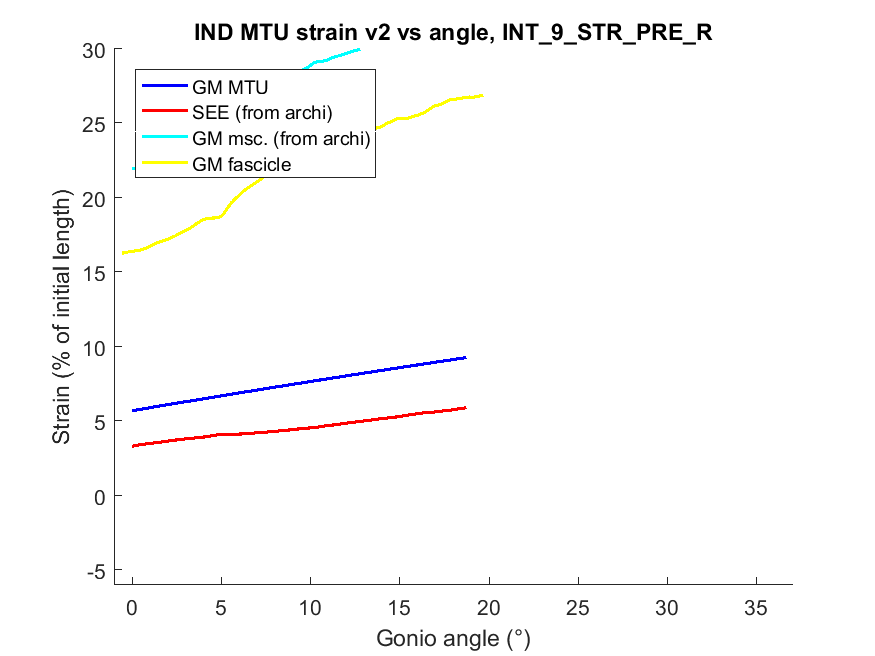 IND MTU strain v2 vs angle, INT_9_STR_PRE_R
30
25
20
15
10
5
0
-5
Strain (% of initial length)
GM MTU
SEE (from archi)
GM msc. (from archi)
GM fascicle
0 5 10 15 20 25 30 35
Gonio angle (°)